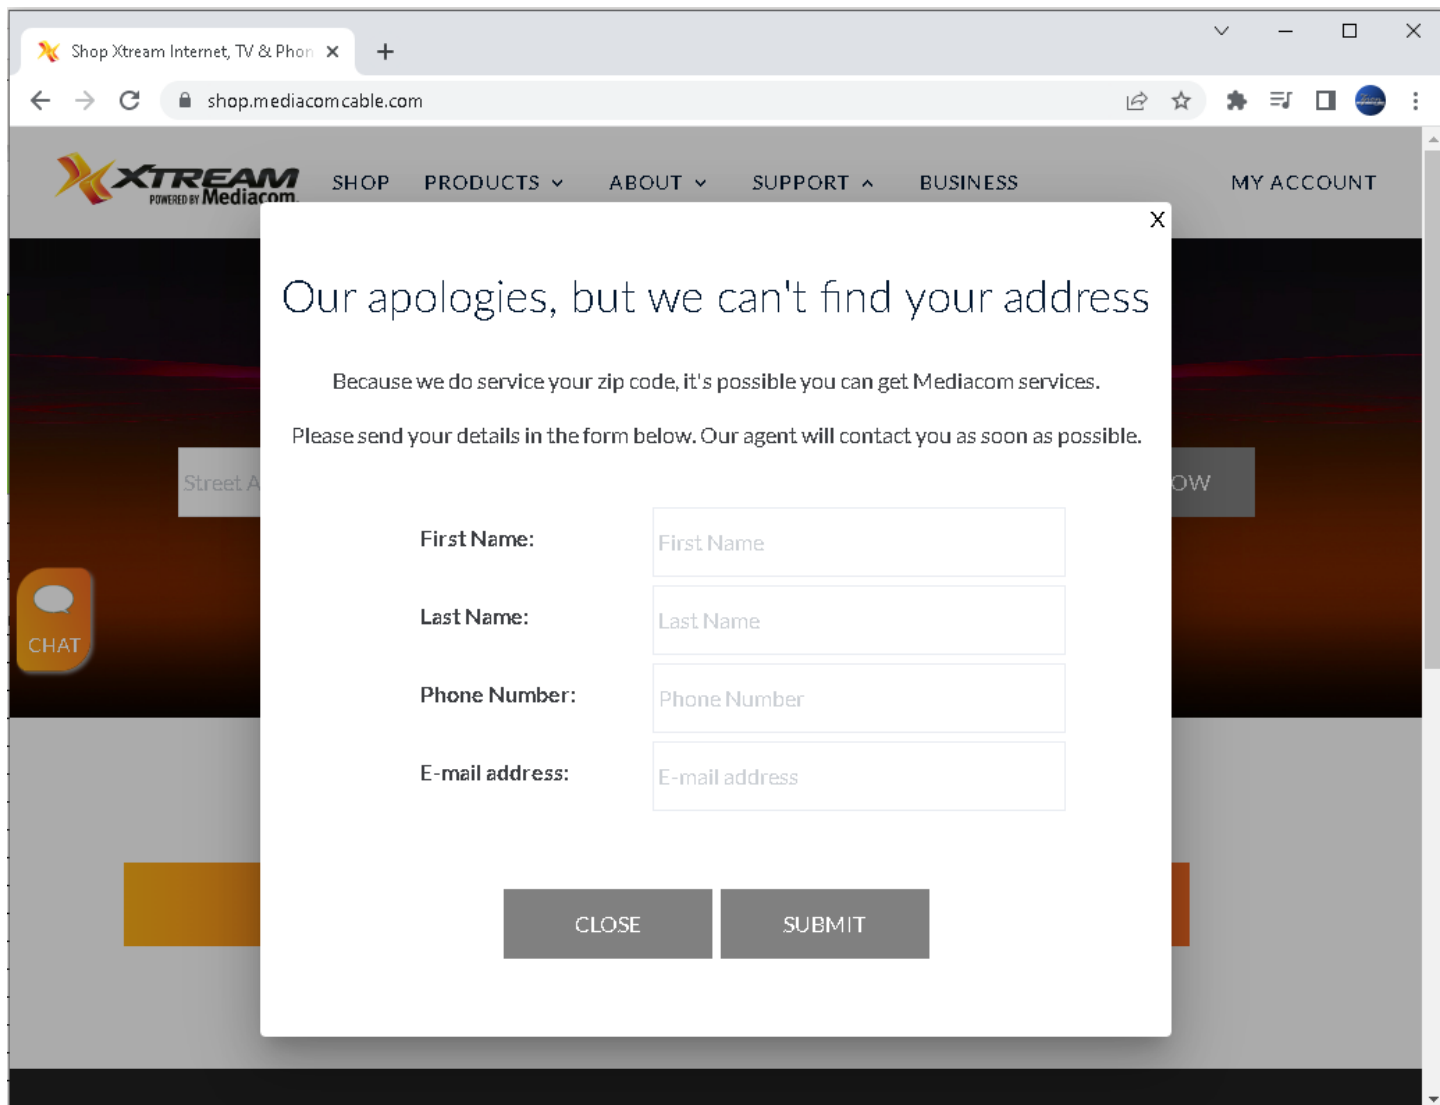 Shop Xtream Internet, TV & Phon
shop.mediacomcable.com
XTREAM
POWERED BY Mediacom.
SHOP PRODUCTS ABOUT SUPPORT BUSINESS MY ACCOUNT
X
Our apologies, but we can't find your address
Because we do service your zip code, it's possible you can get Mediacom services.
Please send your details in the form below. Our agent will contact you as soon as possible.
Street A
OW
First Name: First Name
Last Name: Last Name
CHAT
Phone Number: Phone Number
E-mail address: E-mail address
CLOSE SUBMIT